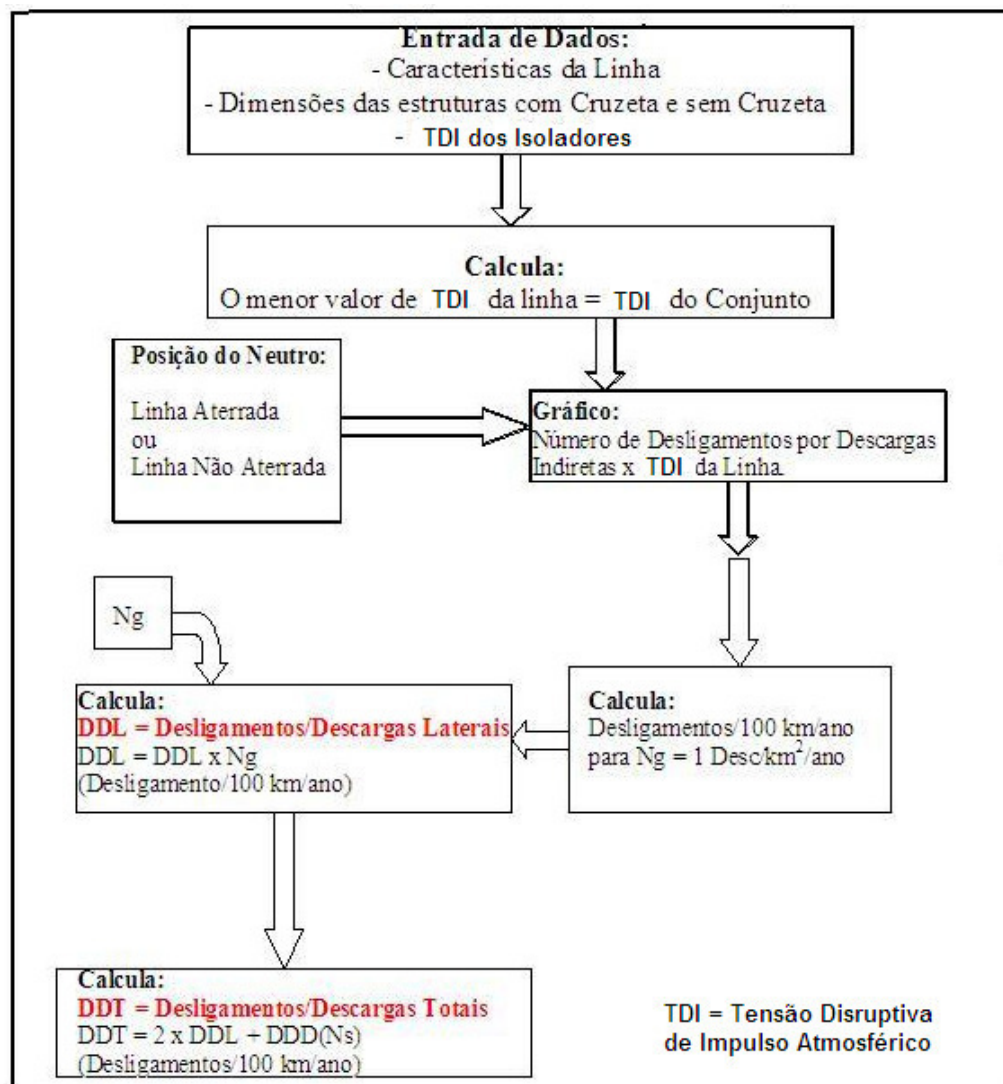 Entrada de Dados:
- Características da Linha
- Dimensões das estruturas com Cruzeta e sem Cruzeta
- TDI dos Isoladores
Calcula:
O menor valor de TDI da linha = TDI do Conjunto
Posição do Neutro:
Linha Aterrada
ou
Linha Não Aterrada
Gráfico:
Número de Desligamentos por Descargas
Indiretas x TDI da Linha.
Ng
Calcula:
Desligamentos/100 km/ano
para Ng = 1 Desc/km²/ano
Calcula:
DDL = Desligamentos/Descargas Laterais
DDL = DDL x Ng
(Desligamento/100 km/ano)
Calcula:
DDT = Desligamentos/Descargas Totais
DDT = 2 x DDL + DDD(Ns)
(Desligamentos/100 km/ano)
TDI = Tensão Disruptiva
de Impulso Atmosférico